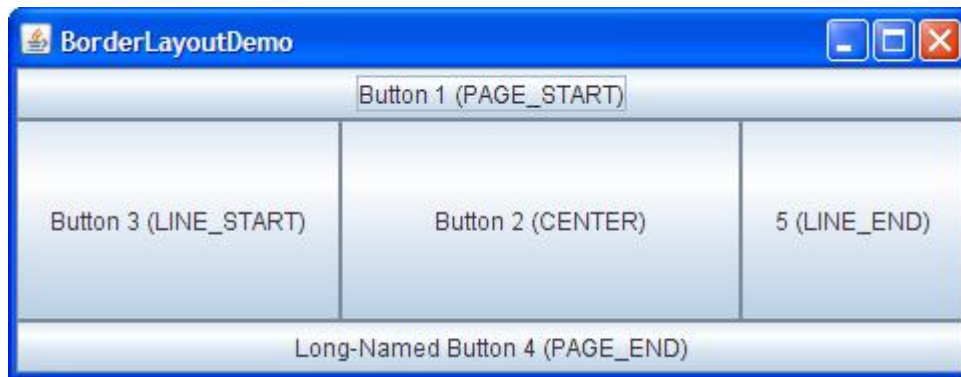 BorderLayoutDemo
Button 1 (PAGE_START)
Button 3 (LINE_START)
Button 2 (CENTER)
5 (LINE_END)
Long-Named Button 4 (PAGE_END)